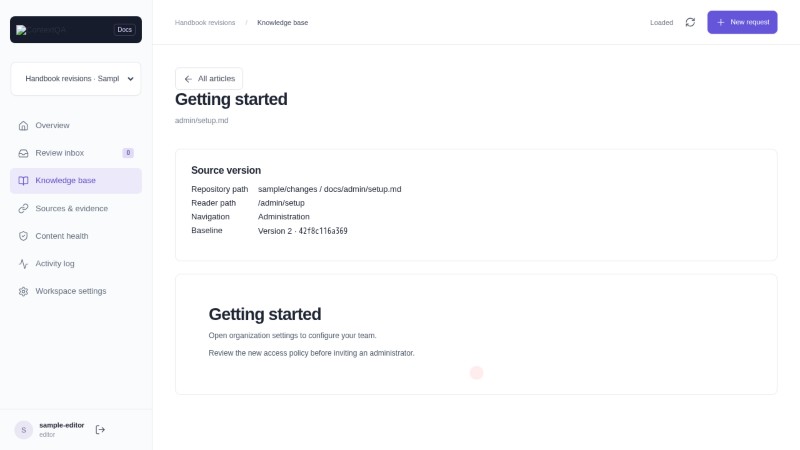 Docs
Handbook revisions · Sampl
Overview
Review inbox
Knowledge base
Sources & evidence
Content health
Activity log
Workspace settings
sample-editor
editor
Handbook revisions / Knowledge base
Loaded
New request
All articles
Getting started
admin/setup.md
Source version
Repository path sample/changes / docs/admin/setup.md
Reader path /admin/setup
Navigation Administration
Baseline Version 2 · 42f8c116a369
Getting started
Open organization settings to configure your team.
Review the new access policy before inviting an administrator.